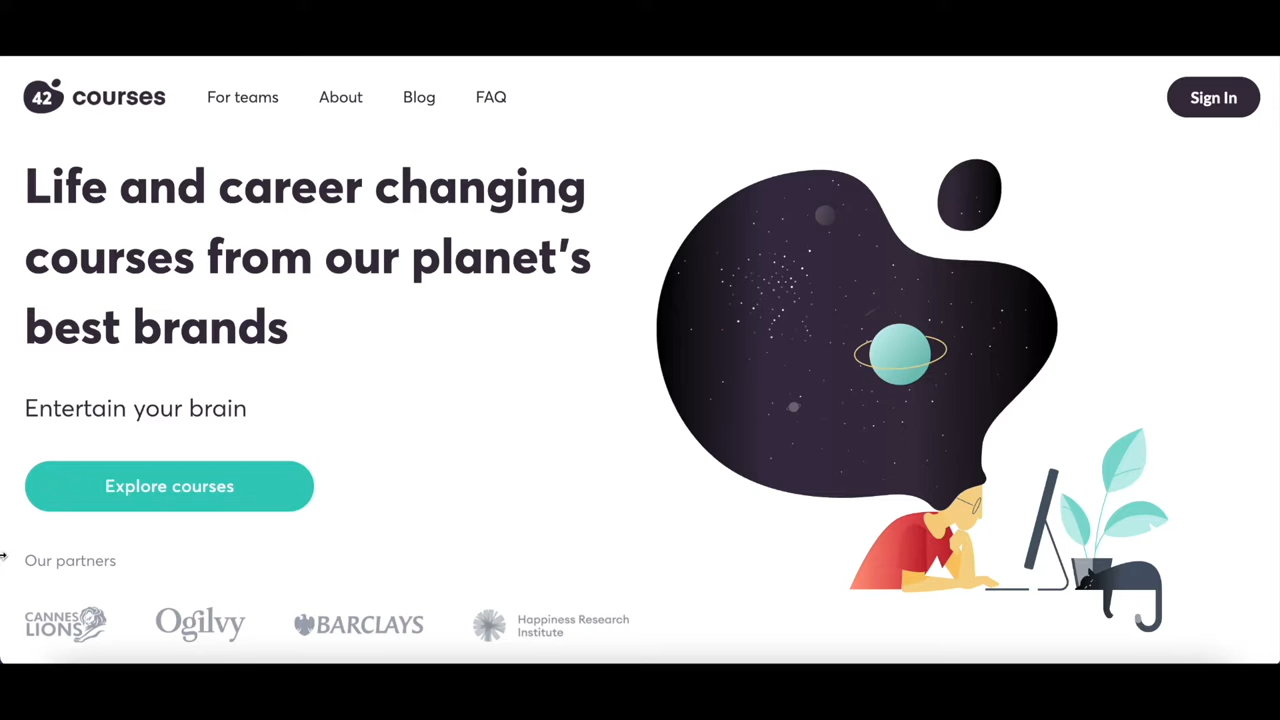 42 courses For teams About Blog FAQ Sign In
Life and career changing
courses from our planet's
best brands
Entertain your brain
Explore courses
Our partners
CANNES LIONS Ogilvy BARCLAYS Happiness Research Institute